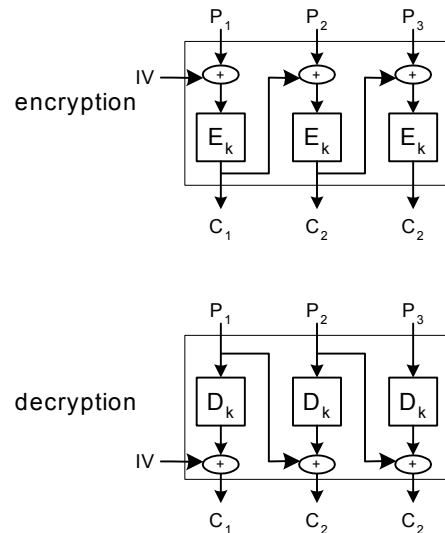 P1 P2 P3
IV + + +
encryption
Ek Ek Ek
C1 C2 C2
P1 P2 P3
decryption
Dk Dk Dk
IV + + +
C1 C2 C2